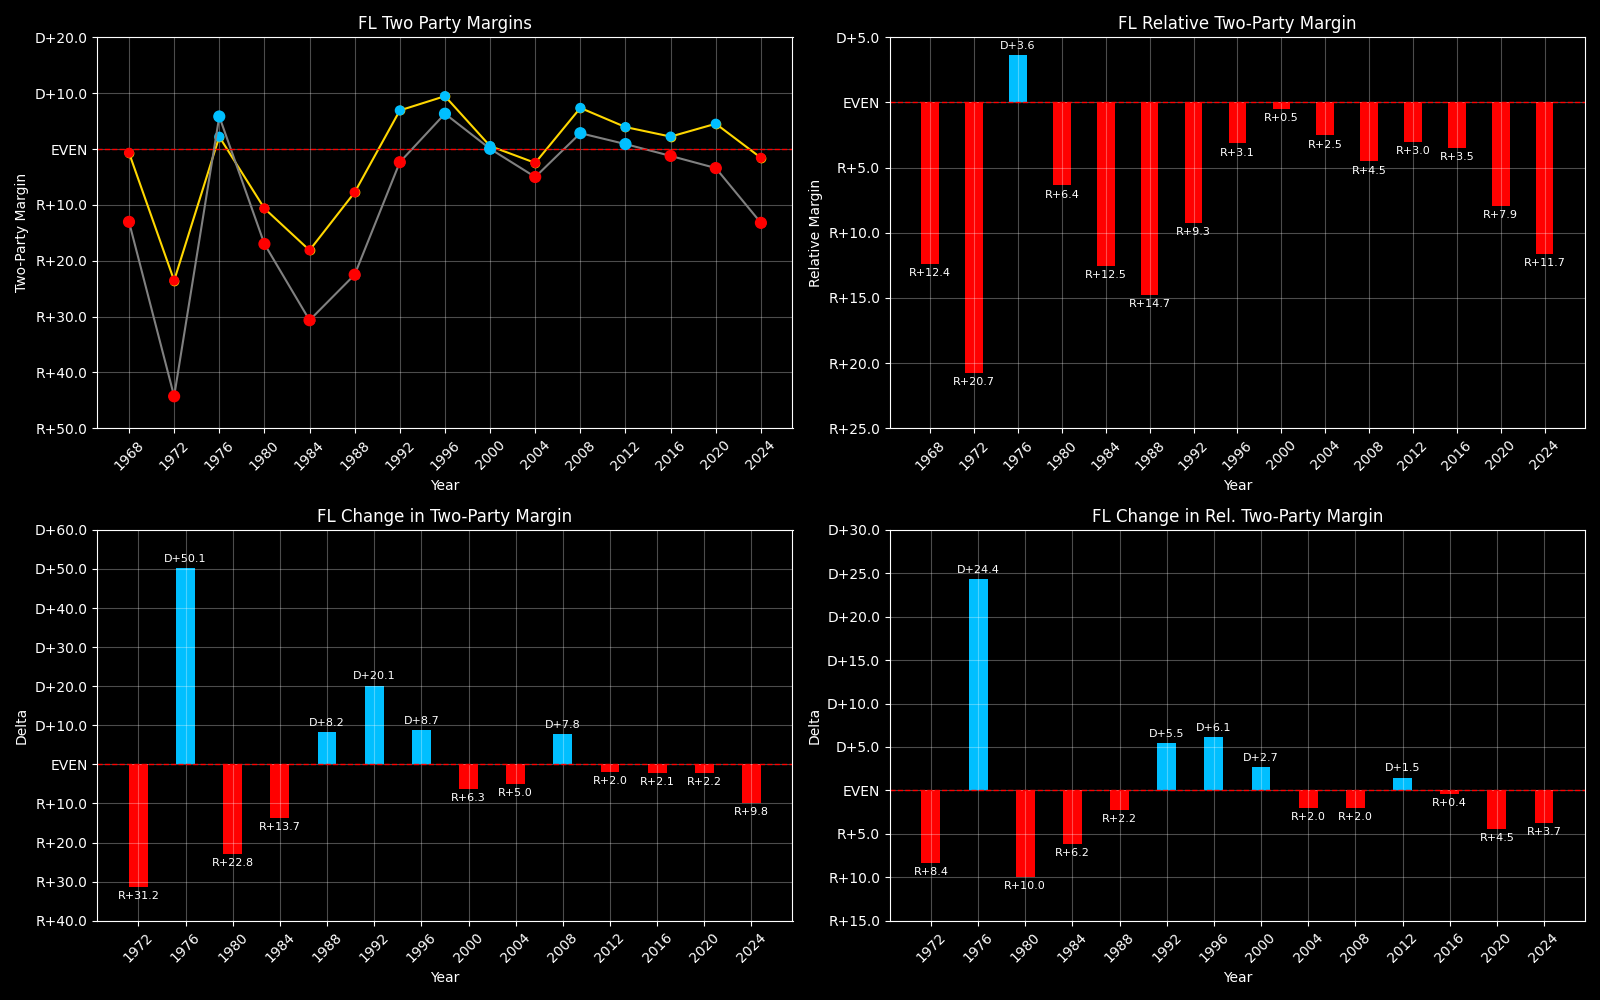 FL Two Party Margins
D+20.0
D+10.0
EVEN
R+10.0
R+20.0
R+30.0
R+40.0
R+50.0
Two-Party Margin
1968 1972 1976 1980 1984 1988 1992 1996 2000 2004 2008 2012 2016 2020 2024
Year
FL Relative Two-Party Margin
D+5.0
EVEN
R+5.0
R+10.0
R+15.0
R+20.0
R+25.0
Relative Margin
R+12.4 R+20.7 D+3.6 R+6.4 R+12.5 R+14.7 R+9.3 R+3.1 R+0.5 R+2.5 R+4.5 R+3.0 R+3.5 R+7.9 R+11.7
1968 1972 1976 1980 1984 1988 1992 1996 2000 2004 2008 2012 2016 2020 2024
Year
FL Change in Two-Party Margin
D+60.0
D+50.0
D+40.0
D+30.0
D+20.0
D+10.0
EVEN
R+10.0
R+20.0
R+30.0
R+40.0
Delta
R+31.2 D+50.1 R+22.8 R+13.7 D+8.2 D+20.1 D+8.7 R+6.3 R+5.0 D+7.8 R+2.0 R+2.1 R+2.2 R+9.8
1972 1976 1980 1984 1988 1992 1996 2000 2004 2008 2012 2016 2020 2024
Year
FL Change in Rel. Two-Party Margin
D+30.0
D+25.0
D+20.0
D+15.0
D+10.0
D+5.0
EVEN
R+5.0
R+10.0
R+15.0
Delta
R+8.4 D+24.4 R+10.0 R+6.2 R+2.2 D+5.5 D+6.1 D+2.7 R+2.0 R+2.0 D+1.5 R+0.4 R+4.5 R+3.7
1972 1976 1980 1984 1988 1992 1996 2000 2004 2008 2012 2016 2020 2024
Year